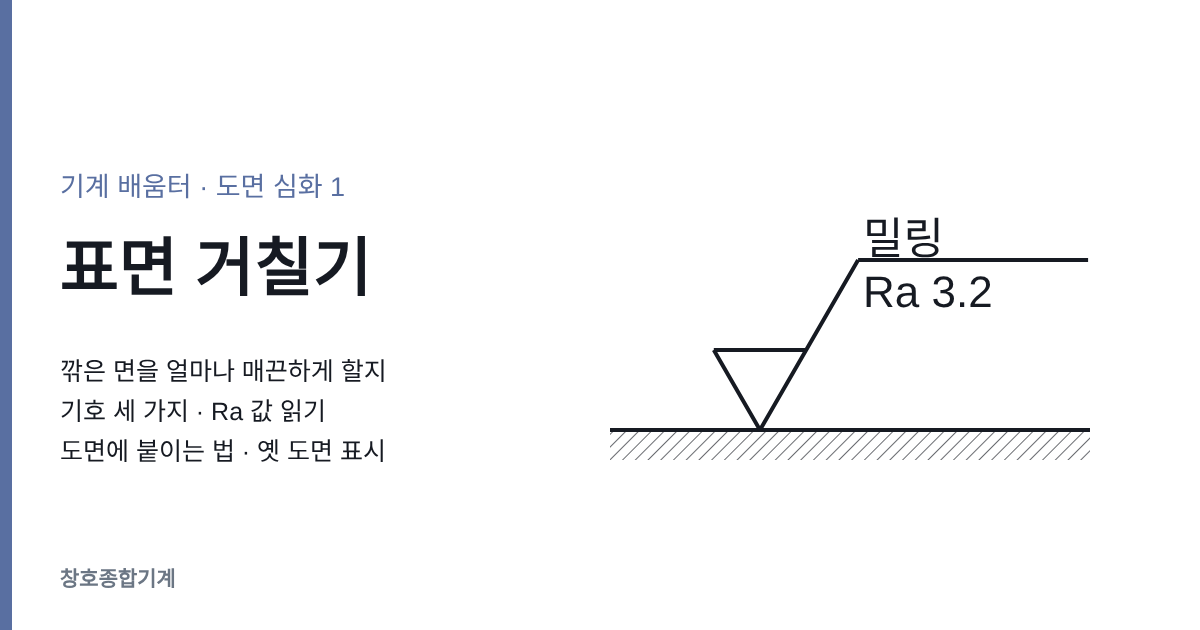 기계 배움터 · 도면 심화 1
표면 거칠기
깎은 면을 얼마나 매끈하게 할지
기호 세 가지 · Ra 값 읽기
도면에 붙이는 법 · 옛 도면 표시
창호종합기계
밀링
Ra 3.2